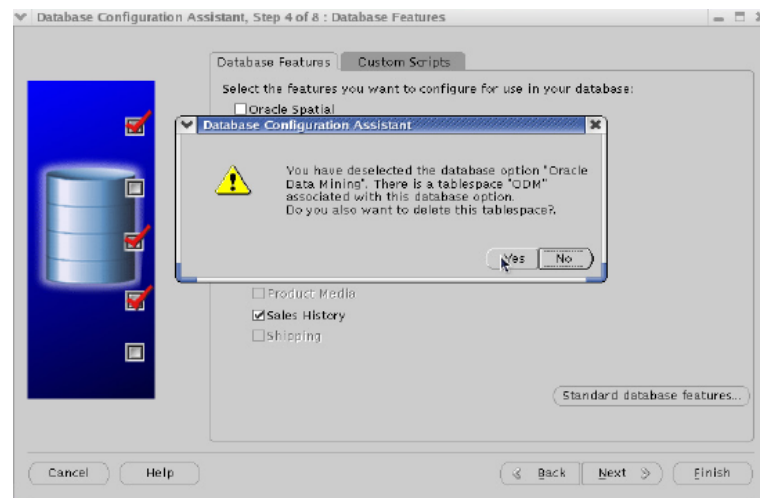 Database Configuration Assistant, Step 4 of 8 : Database Features
Database Features
Custom Scripts
Select the features you want to configure for use in your database:
Oracle Spatial
Database Configuration Assistant
You have deselected the database option "Oracle
Data Mining". There is a tablespace "ODM"
associated with this database option.
Do you also want to delete this tablespace?.
Yes
No
Product Media
Sales History
Shipping
Standard database features...
Cancel
Help
Back
Next
Finish